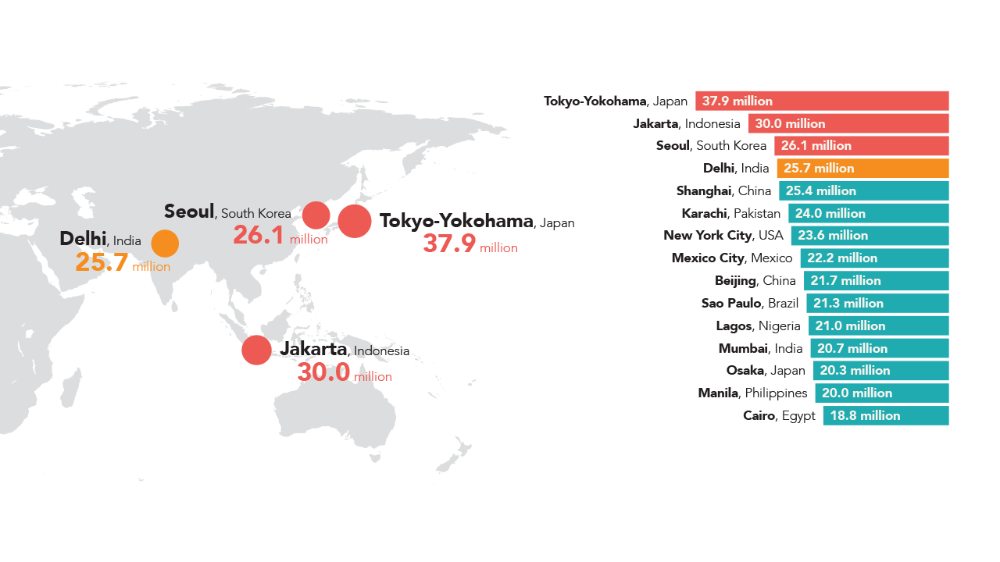 Seoul, South Korea
26.1 million
Tokyo-Yokohama, Japan
37.9 million
Delhi, India
25.7 million
Jakarta, Indonesia
30.0 million
Tokyo-Yokohama, Japan 37.9 million
Jakarta, Indonesia 30.0 million
Seoul, South Korea 26.1 million
Delhi, India 25.7 million
Shanghai, China 25.4 million
Karachi, Pakistan 24.0 million
New York City, USA 23.6 million
Mexico City, Mexico 22.2 million
Beijing, China 21.7 million
Sao Paulo, Brazil 21.3 million
Lagos, Nigeria 21.0 million
Mumbai, India 20.7 million
Osaka, Japan 20.3 million
Manila, Philippines 20.0 million
Cairo, Egypt 18.8 million